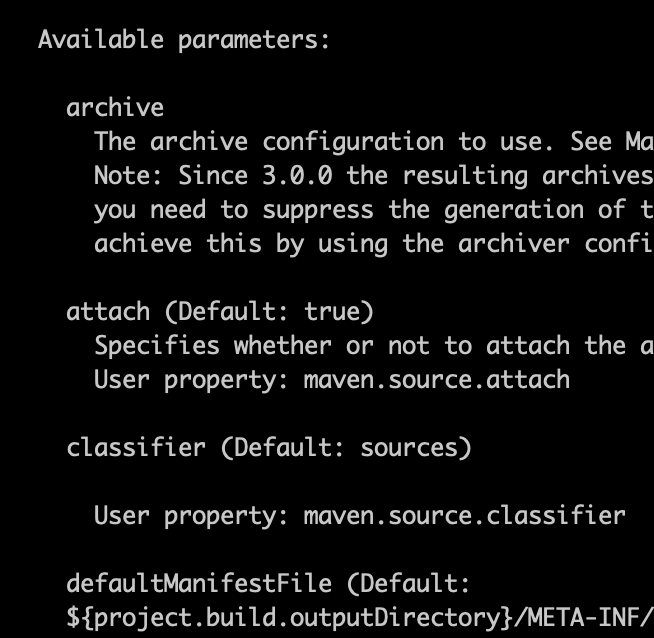 Available parameters:
archive
The archive configuration to use. See Ma
Note: Since 3.0.0 the resulting archives
you need to suppress the generation of t
achieve this by using the archiver confi
attach (Default: true)
Specifies whether or not to attach the a
User property: maven.source.attach
classifier (Default: sources)
User property: maven.source.classifier
defaultManifestFile (Default:
${project.build.outputDirectory}/META-INF/